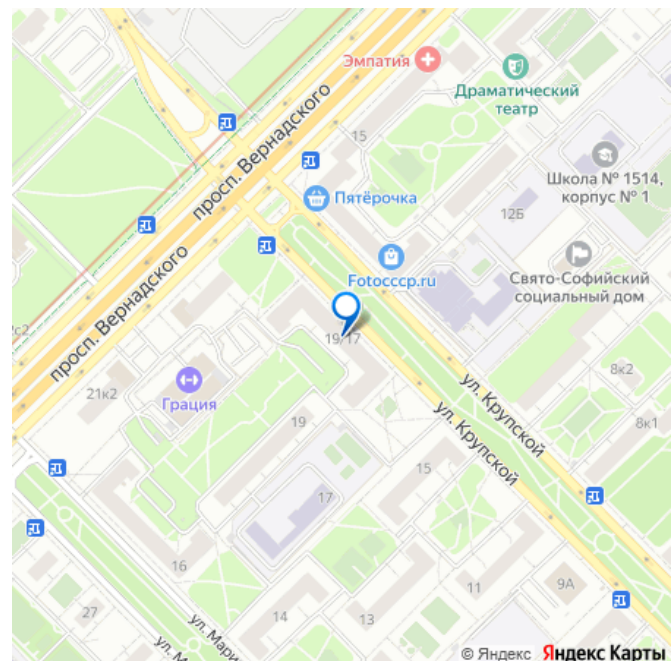 Эмпатия
Драматический
театр
15
просп. Вернадского
Школа № 1514,
корпус № 1
Пятёрочка
12Б
Fotocccp.ru
Свято-Софийский
социальный дом
просп. Вернадского
19/17
8к2
21к2
Грация
ул. Крупской
8к1
19
ул. Крупской
15
17
16
11
9А
27
14
13
ул. Мари
© Яндекс Яндекс Карты